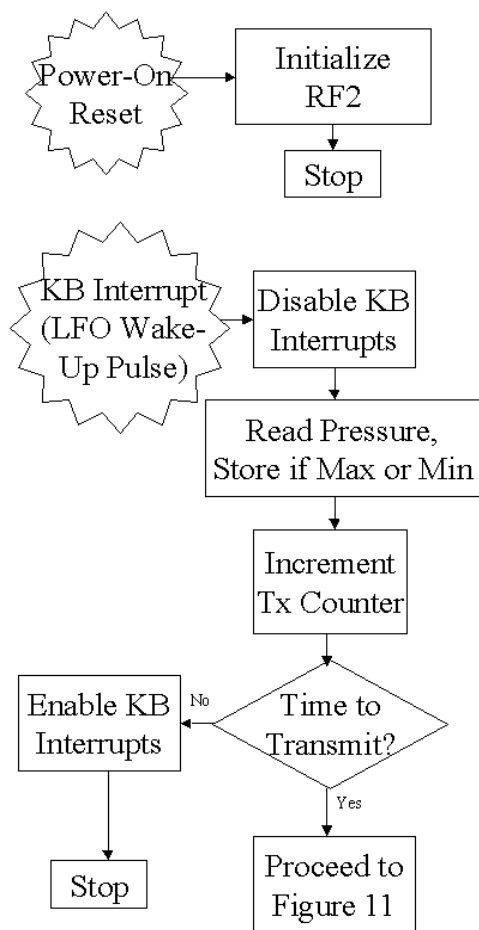 Power-On
Reset
Initialize
RF2
Stop
KB Interrupt
(LFO Wake-
Up Pulse)
Disable KB
Interrupts
Read Pressure,
Store if Max or Min
Increment
Tx Counter
Time to
Transmit?
No
Enable KB
Interrupts
Stop
Yes
Proceed to
Figure 11